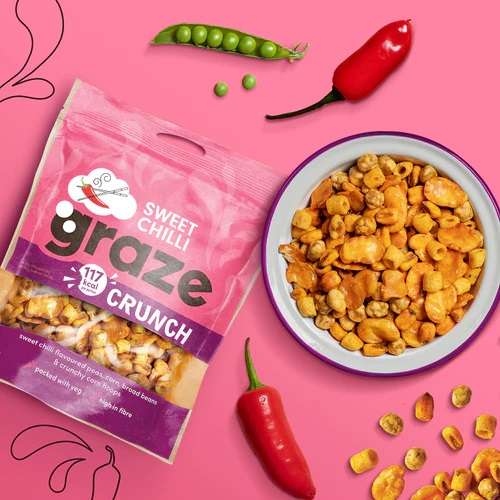 SWEET
CHILLI
graze
117
kcal
CRUNCH
sweet chilli flavoured peas, corn, broad beans
& crunchy corn hoops
packed with veg
high in fibre